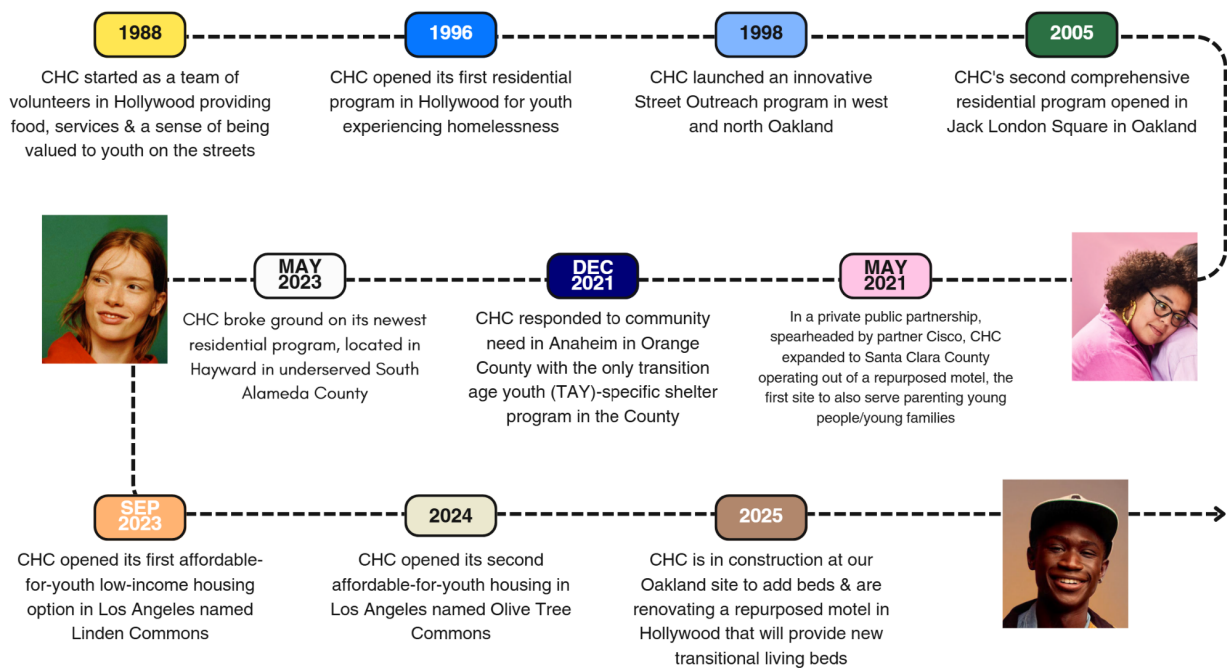 1988
CHC started as a team of
volunteers in Hollywood providing
food, services & a sense of being
valued to youth on the streets
1996
CHC opened its first residential
program in Hollywood for youth
experiencing homelessness
1998
CHC launched an innovative
Street Outreach program in west
and north Oakland
2005
CHC's second comprehensive
residential program opened in
Jack London Square in Oakland
MAY
2021
In a private public partnership,
spearheaded by partner Cisco, CHC
expanded to Santa Clara County
operating out of a repurposed motel, the
first site to also serve parenting young
people/young families
DEC
2021
CHC responded to community
need in Anaheim in Orange
County with the only transition
age youth (TAY)-specific shelter
program in the County
MAY
2023
CHC broke ground on its newest
residential program, located in
Hayward in underserved South
Alameda County
SEP
2023
CHC opened its first affordable-
for-youth low-income housing
option in Los Angeles named
Linden Commons
2024
CHC opened its second
affordable-for-youth housing in
Los Angeles named Olive Tree
Commons
2025
CHC is in construction at our
Oakland site to add beds & are
renovating a repurposed motel in
Hollywood that will provide new
transitional living beds